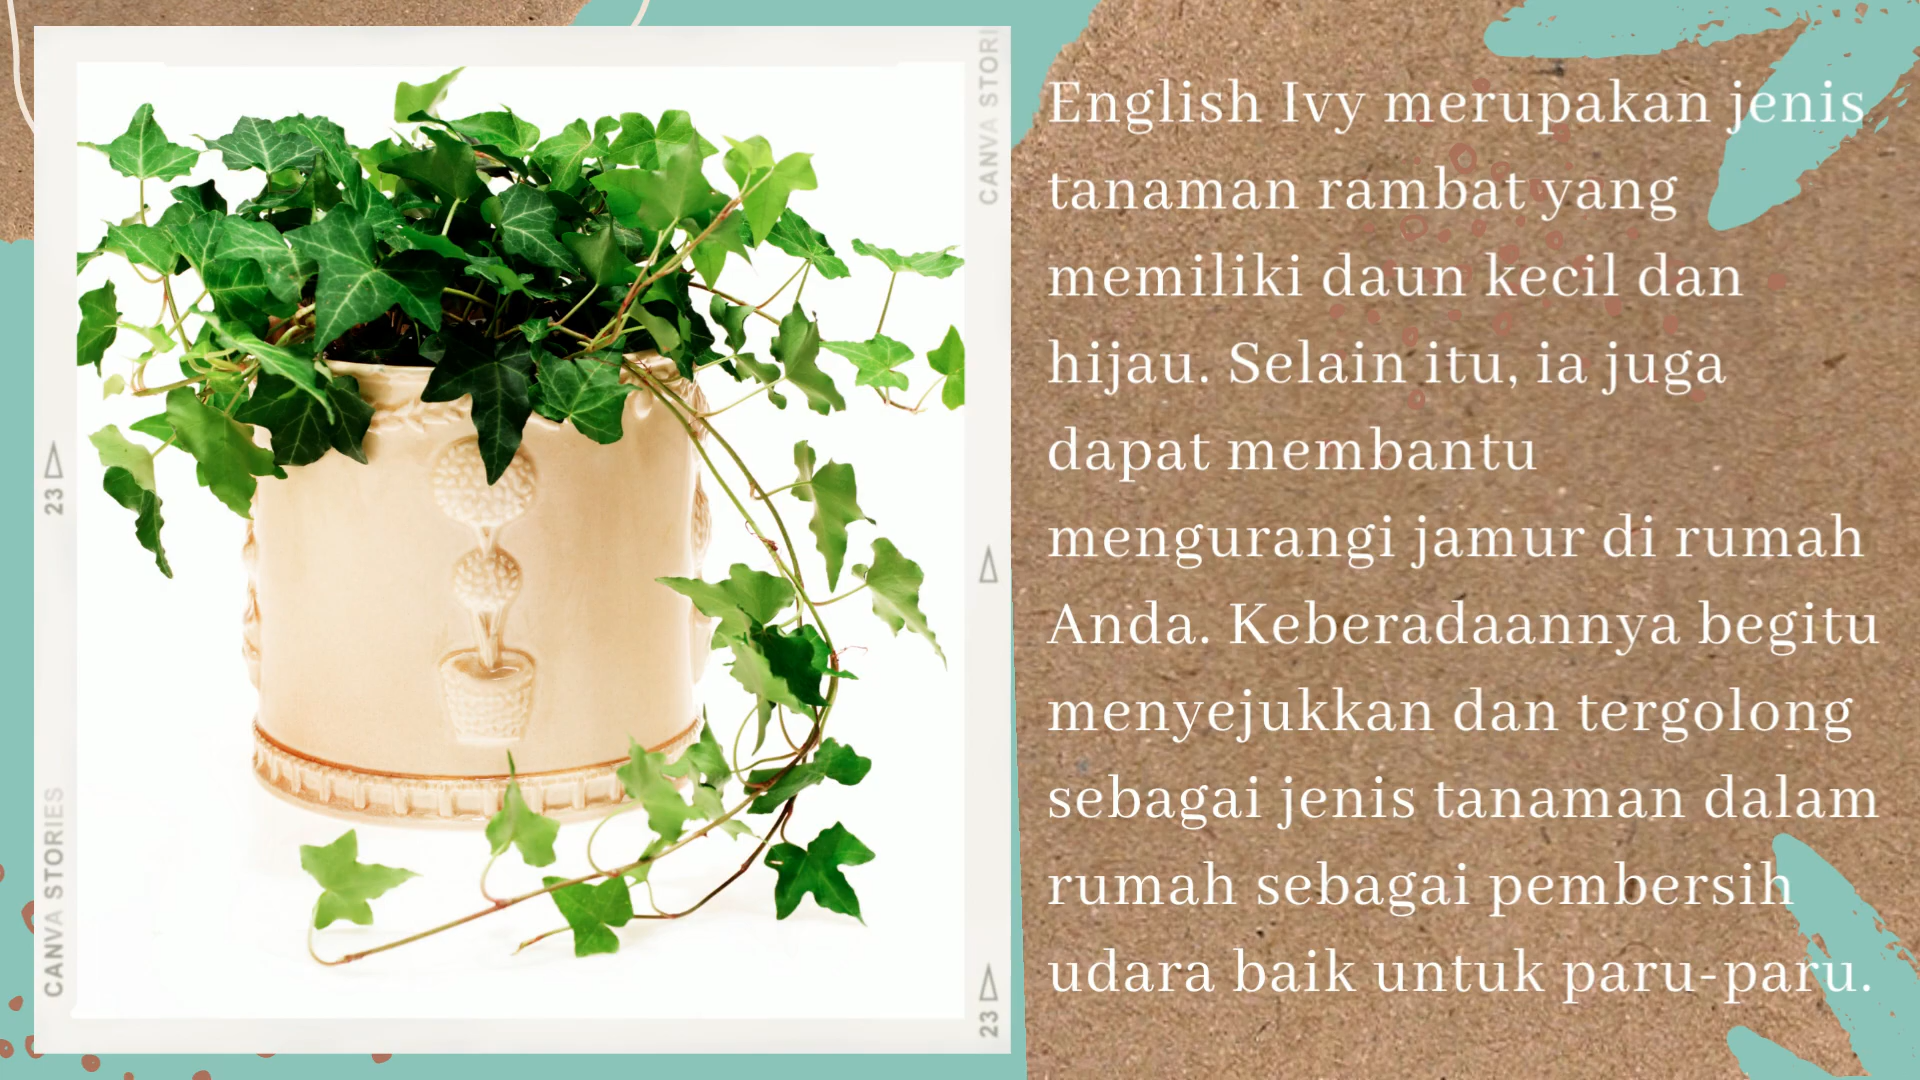 CANVA STORI
23
CANVA STORIES
23
English Ivy merupakan jenis
tanaman rambat yang
memiliki daun kecil dan
hijau. Selain itu, ia juga
dapat membantu
mengurangi jamur di rumah
Anda. Keberadaannya begitu
menyejukkan dan tergolong
sebagai jenis tanaman dalam
rumah sebagai pembersih
udara baik untuk paru-paru.